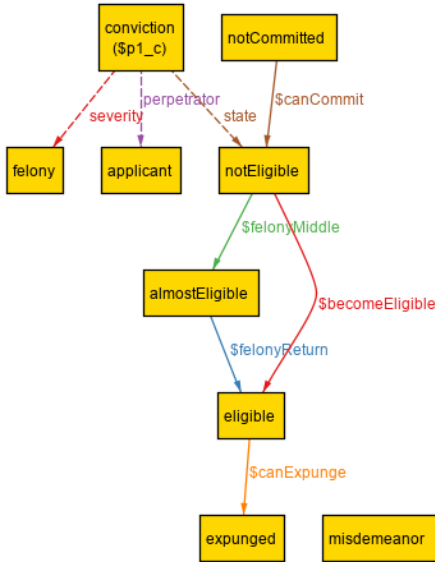 conviction
($p1_c)
notCommitted
$canCommit
perpetrator
severity
state
felony
applicant
notEligible
$felonyMiddle
almostEligible
$becomeEligible
$felonyReturn
eligible
$canExpunge
expunged
misdemeanor